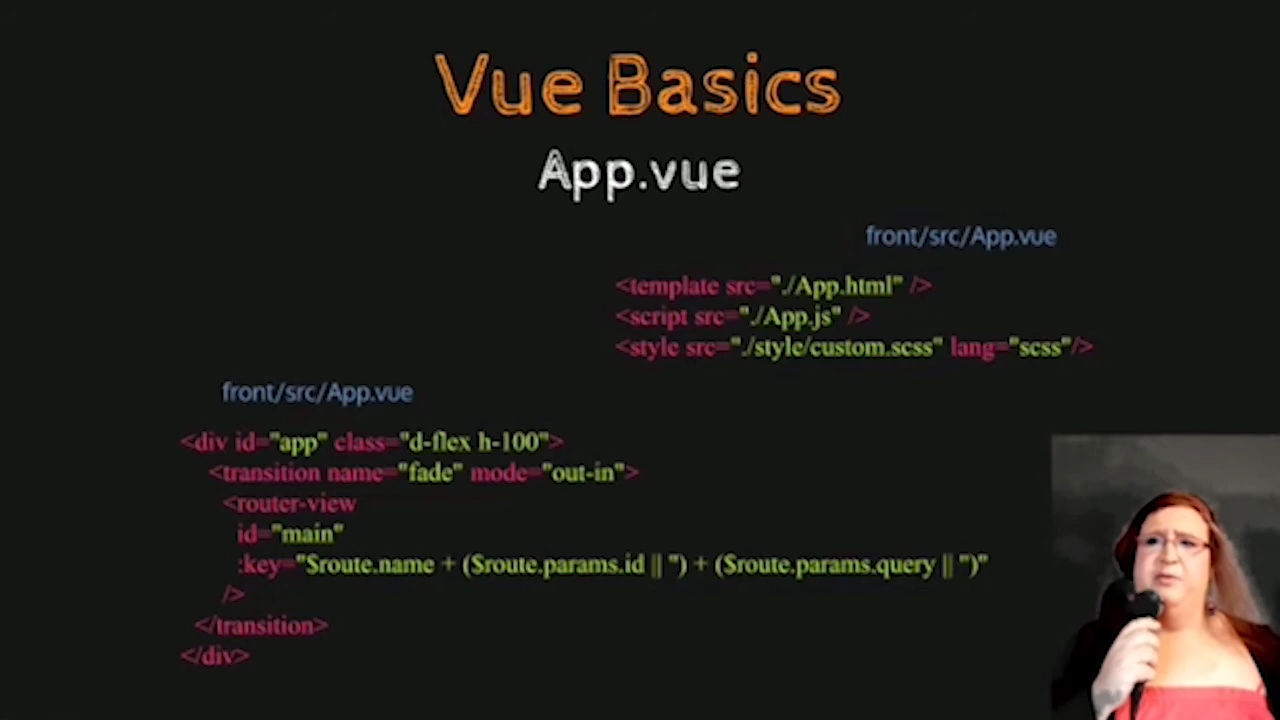 Vue Basics
App.vue
front/src/App.vue
<template src="./App.html" />
<script src="./App.js" />
<style src="./style/custom.scss" lang="scss"/>
front/src/App.vue
<div id="app" class="d-flex h-100">
<transition name="fade" mode="out-in">
<router-view
id="main"
:key="$route.name + ($route.params.id || '') + ($route.params.query || '')"
/>
</transition>
</div>